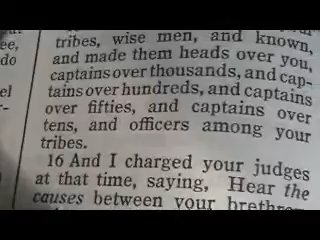 tribes, wise men, and known,
ee,
and made them heads over you,
do
captains over thousands, and cap-
tains over hundreds, and captains
el
over fifties, and captains over
r-
tens, and officers among your
tribes.
16 And I charged your judges
at that time, saying, Hear the
causes between your